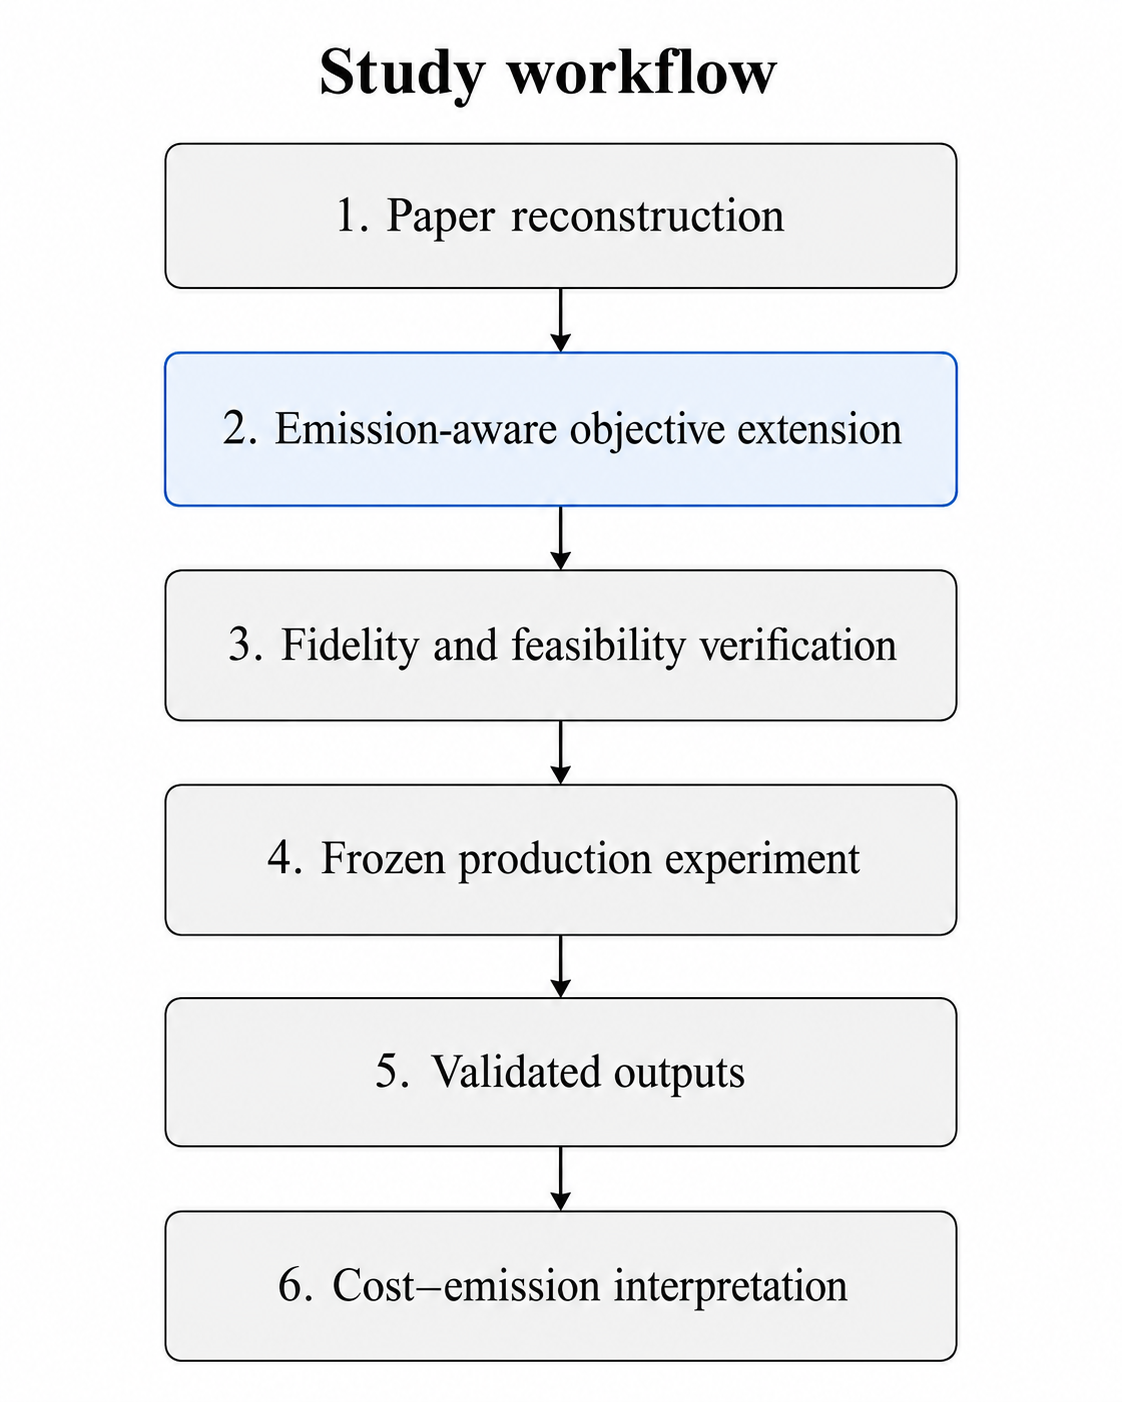 Study workflow
1. Paper reconstruction
2. Emission-aware objective extension
3. Fidelity and feasibility verification
4. Frozen production experiment
5. Validated outputs
6. Cost–emission interpretation